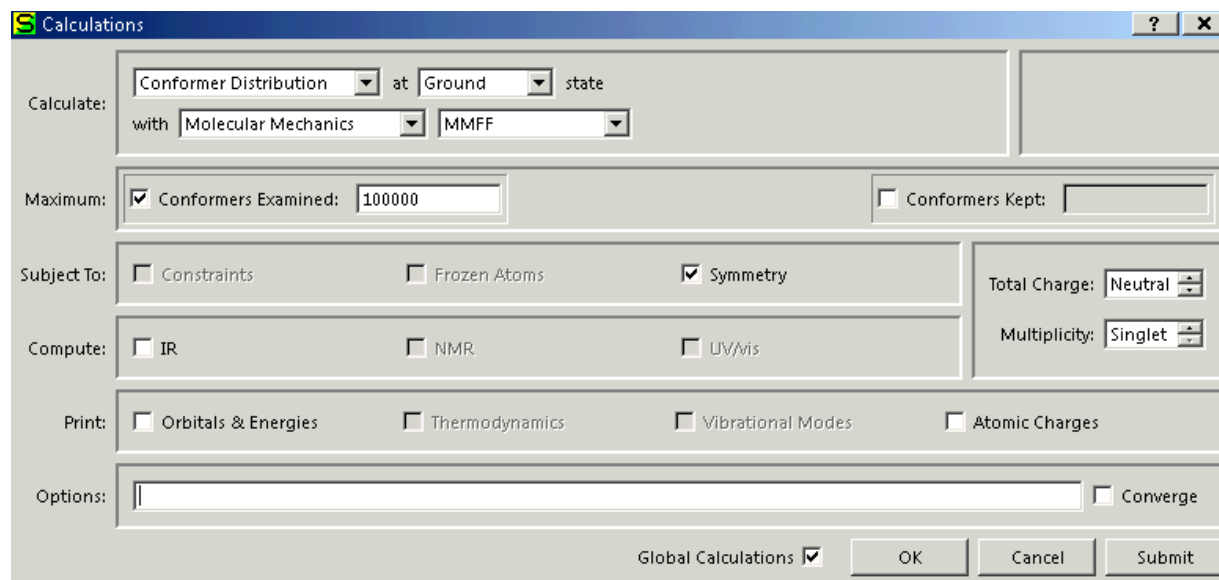 S Calculations ?
Calculate: Conformer Distribution at Ground state
with Molecular Mechanics MMFF
Maximum: Conformers Examined: 100000 Conformers Kept:
Subject To: Constraints Frozen Atoms Symmetry
Total Charge: Neutral
Multiplicity: Singlet
Compute: IR NMR UV/vis
Print: Orbitals & Energies Thermodynamics Vibrational Modes Atomic Charges
Options: Converge
Global Calculations OK Cancel Submit